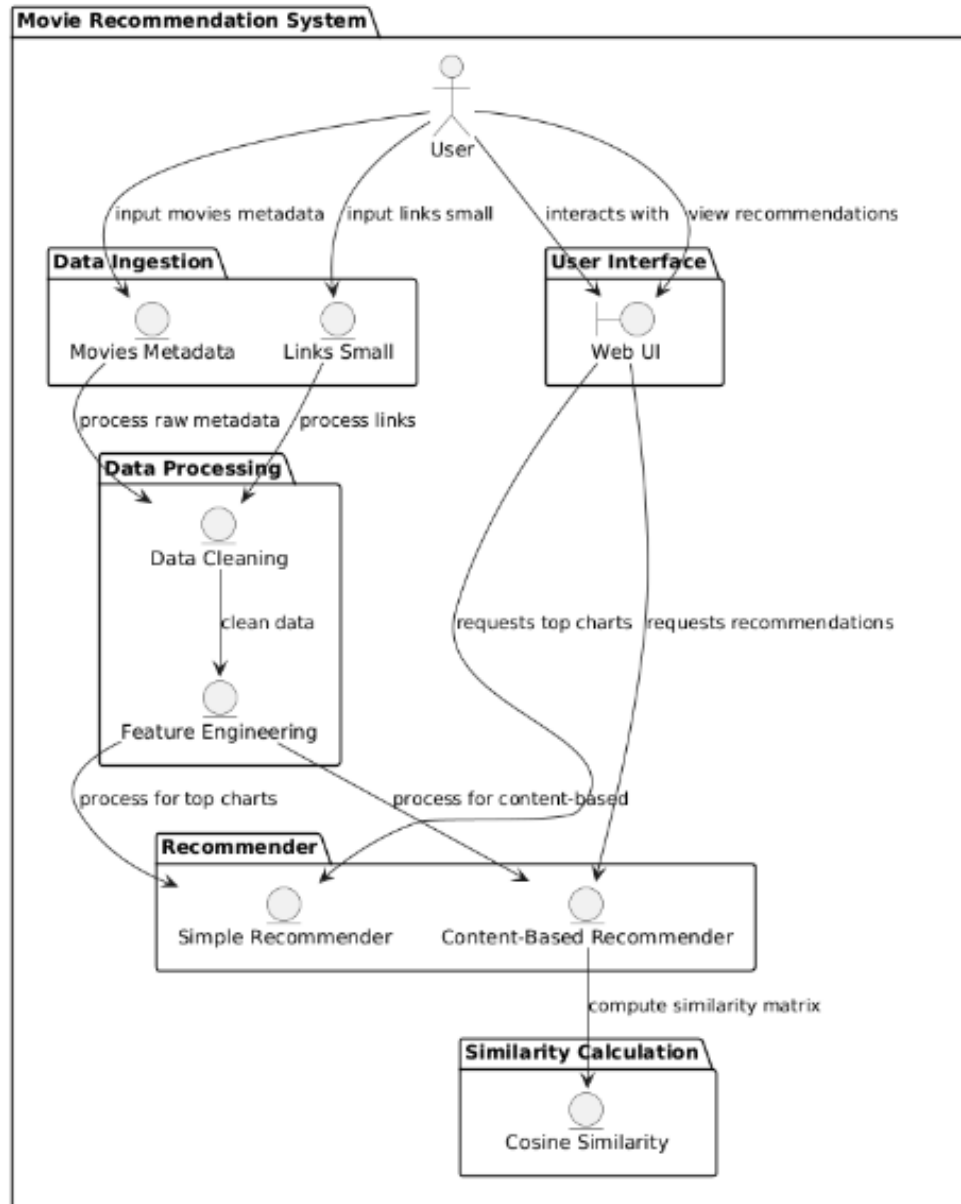 Movie Recommendation System
User
input movies metadata
input links small
interacts with
view recommendations
Data Ingestion
User Interface
Movies Metadata
Links Small
Web UI
process raw metadata
process links
Data Processing
Data Cleaning
clean data
requests top charts
requests recommendations
Feature Engineering
process for top charts
process for content-based
Recommender
Simple Recommender
Content-Based Recommender
compute similarity matrix
Similarity Calculation
Cosine Similarity